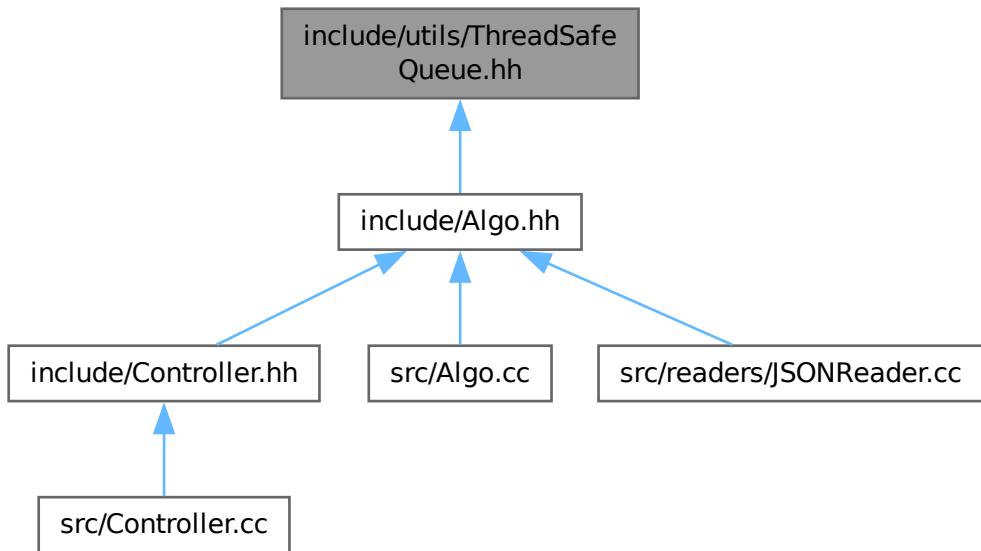 include/utils/ThreadSafe
Queue.hh
include/Algo.hh
include/Controller.hh
src/Algo.cc
src/readers/JSONReader.cc
src/Controller.cc